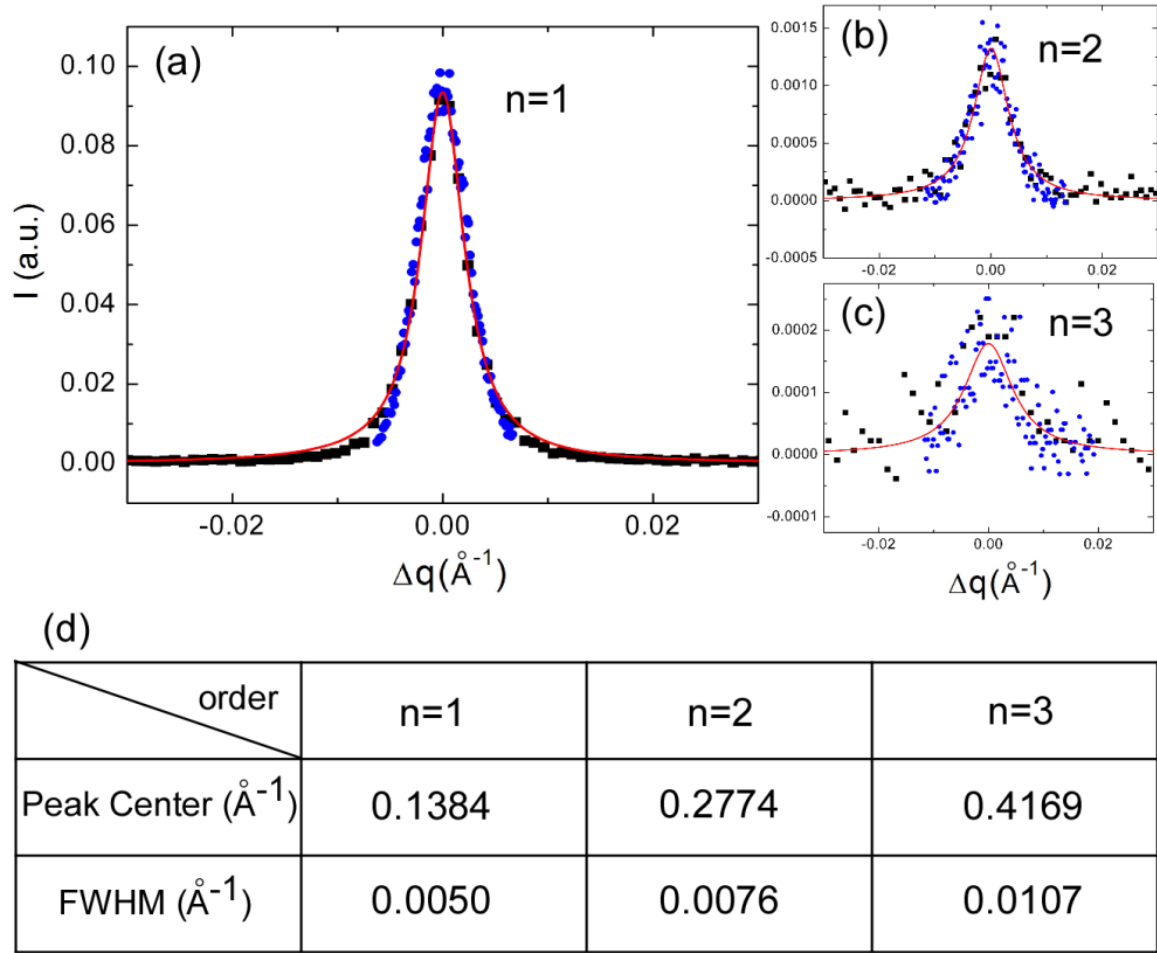 (a)
n=1
I (a.u.)
0.10
0.08
0.06
0.04
0.02
0.00
-0.02
0.00
0.02
Δq(Å⁻¹)
(b)
n=2
0.0015
0.0010
0.0005
0.0000
-0.0005
-0.02
0.00
0.02
(c)
n=3
0.0002
0.0001
0.0000
-0.0001
-0.02
0.00
0.02
Δq(Å⁻¹)
(d)
order n=1 n=2 n=3
Peak Center (Å⁻¹) 0.1384 0.2774 0.4169
FWHM (Å⁻¹) 0.0050 0.0076 0.0107